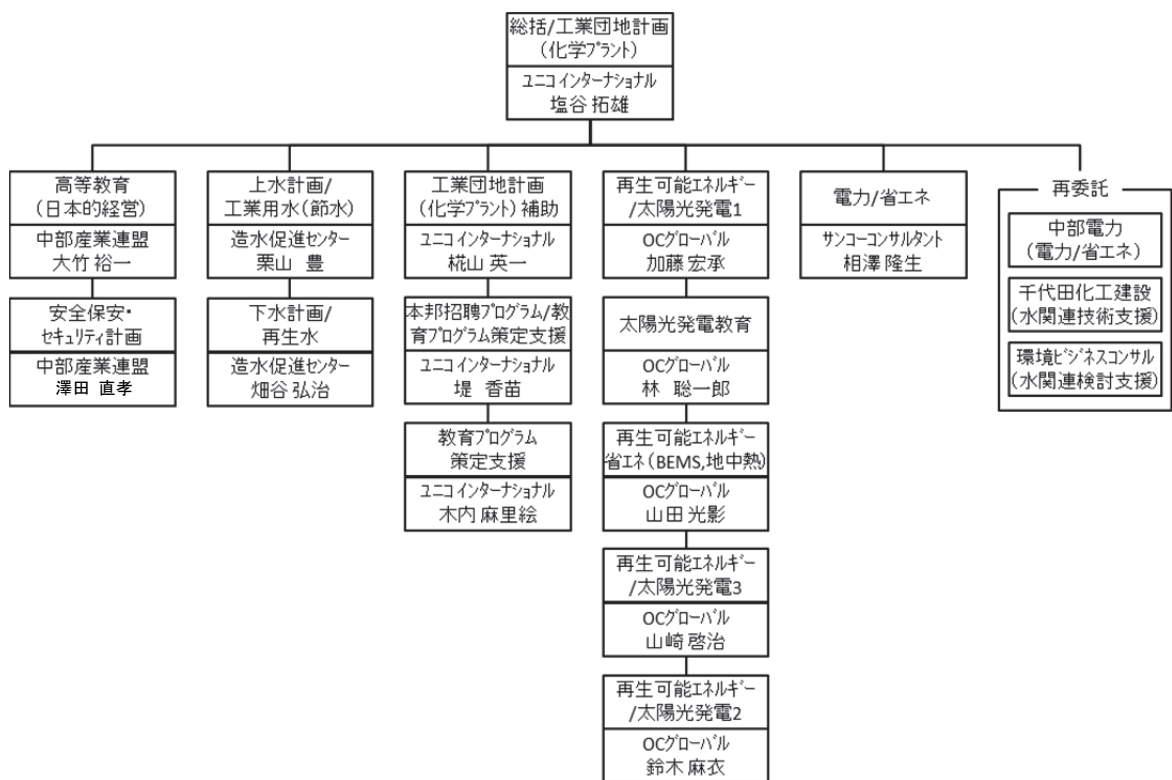 総括/工業団地計画
(化学ﾌﾟﾗﾝﾄ)
ﾕﾆｺｲﾝﾀｰﾅｼｮﾅﾙ
塩谷 拓雄
高等教育
(日本的経営)
中部産業連盟
大竹 裕一
安全保安・
ｾｷｭﾘﾃｨ計画
中部産業連盟
澤田 直孝
上水計画/
工業用水(節水)
造水促進センター
栗山 豊
下水計画/
再生水
造水促進センター
畑谷 弘治
工業団地計画
(化学ﾌﾟﾗﾝﾄ) 補助
ﾕﾆｺｲﾝﾀｰﾅｼｮﾅﾙ
椛山 英一
本邦招聘ﾌﾟﾛｸﾞﾗﾑ/教
育ﾌﾟﾛｸﾞﾗﾑ策定支援
ﾕﾆｺｲﾝﾀｰﾅｼｮﾅﾙ
堤 香苗
教育ﾌﾟﾛｸﾞﾗﾑ
策定支援
ﾕﾆｺｲﾝﾀｰﾅｼｮﾅﾙ
木内 麻里絵
再生可能ｴﾈﾙｷﾞｰ
/太陽光発電1
OCｸﾞﾛｰﾊﾞﾙ
加藤 宏承
太陽光発電教育
OCｸﾞﾛｰﾊﾞﾙ
林 聡一郎
再生可能ｴﾈﾙｷﾞｰ
省エネ(BEMS,地中熱)
OCｸﾞﾛｰﾊﾞﾙ
山田 光影
再生可能ｴﾈﾙｷﾞｰ
/太陽光発電3
OCｸﾞﾛｰﾊﾞﾙ
山崎 啓治
再生可能ｴﾈﾙｷﾞｰ
/太陽光発電2
OCｸﾞﾛｰﾊﾞﾙ
鈴木 麻衣
電力/省エネ
ｻﾝｺｰｺﾝｻﾙﾀﾝﾄ
相澤 隆生
再委託
中部電力
(電力/省エネ)
千代田化工建設
(水関連技術支援)
環境ﾋﾞｼﾞﾈｽｺﾝｻﾙ
(水関連検討支援)